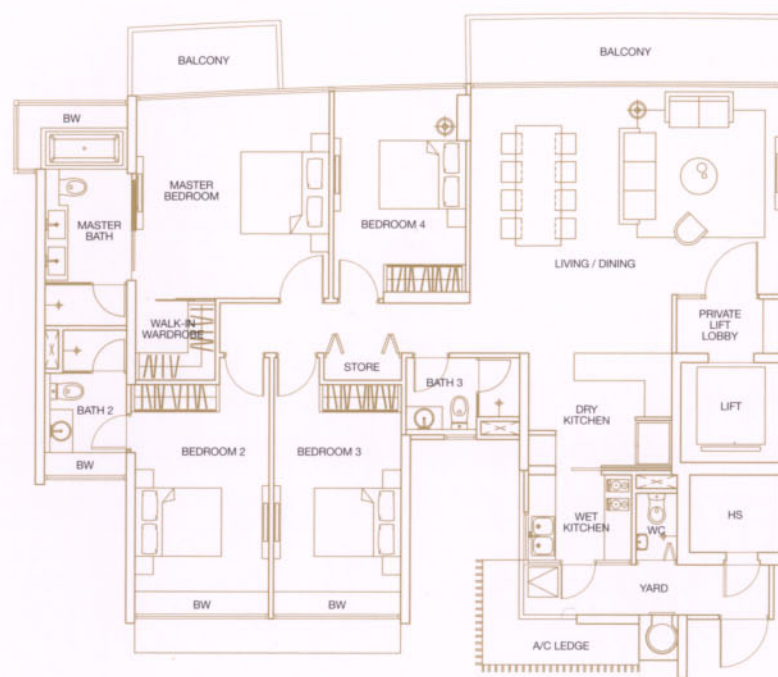 BALCONY
BALCONY
BW
MASTER
BEDROOM
MASTER
BATH
BEDROOM 4
LIVING / DINING
PRIVATE
LIFT
LOBBY
WALK-IN
WARDROBE
STORE
BATH 3
BATH 2
DRY
KITCHEN
LIFT
BEDROOM 2
BEDROOM 3
BW
WET
KITCHEN
WC
HS
YARD
BW
BW
A/C LEDGE